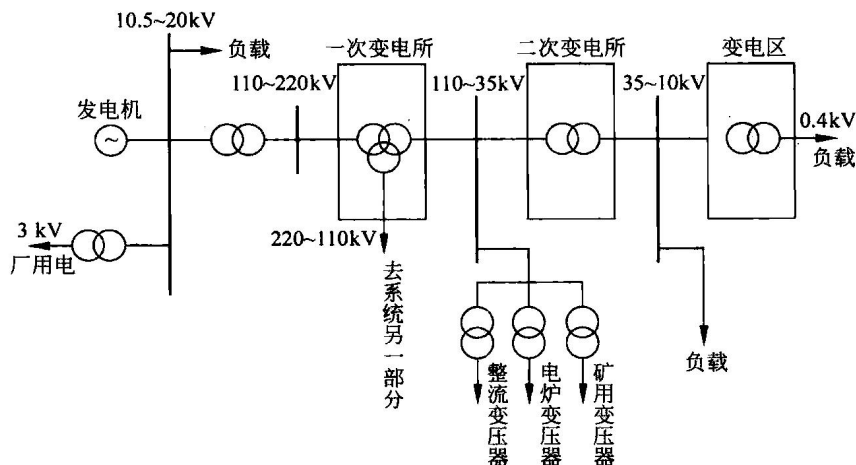 10.5~20kV
负载
一次变电所
二次变电所
变电区
110~220kV
110~35kV
35~10kV
发电机
~
0.4kV
负载
3 kV
厂用电
220~110kV
去系统另一部分
负载
整流变压器
电炉变压器
矿用变压器